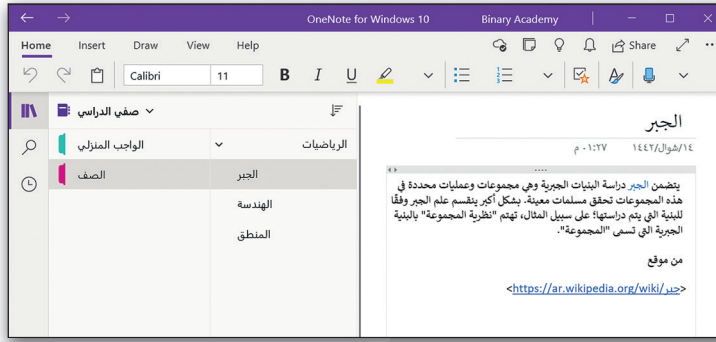 OneNote for Windows 10
Binary Academy
Home Insert Draw View Help
Share
Calibri 11 B I U
صفي الدراسي
الواجب المنزلي
الصف
الرياضيات
الجبر
الهندسة
المنطق
الجبر
١٤/شوال/١٤٤٢ ٠١:٢٧ م
يتضمن الجبر دراسة البنيات الجبرية وهي مجموعات وعمليات محددة في
هذه المجموعات تحقق مسلمات معينة. بشكل أكبر ينقسم علم الجبر وفقًا
للبنية التي يتم دراستها؛ على سبيل المثال، تهتم "نظرية المجموعة" بالبنية
الجبرية التي تسمى "المجموعة".
من موقع
<https://ar.wikipedia.org/wiki/جبر>